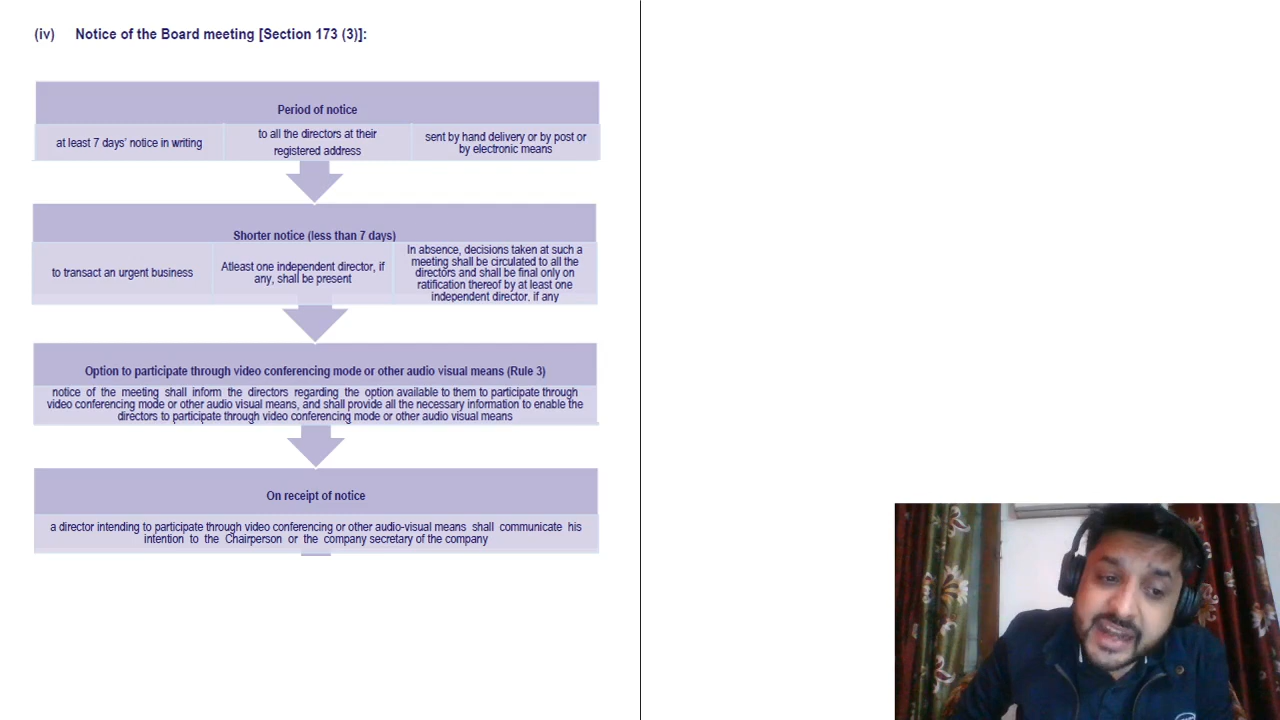 (iv) Notice of the Board meeting [Section 173 (3)]:
Period of notice
at least 7 days' notice in writing
to all the directors at their
registered address
sent by hand delivery or by post or
by electronic means
Shorter notice (less than 7 days)
to transact an urgent business
Atleast one independent director, if
any, shall be present
In absence, decisions taken at such a
meeting shall be circulated to all the
directors and shall be final only on
ratification thereof by at least one
independent director, if any
Option to participate through video conferencing mode or other audio visual means (Rule 3)
notice of the meeting shall inform the directors regarding the option available to them to participate through
video conferencing mode or other audio visual means, and shall provide all the necessary information to enable the
directors to participate through video conferencing mode or other audio visual means
On receipt of notice
a director intending to participate through video conferencing or other audio-visual means shall communicate his
intention to the Chairperson or the company secretary of the company